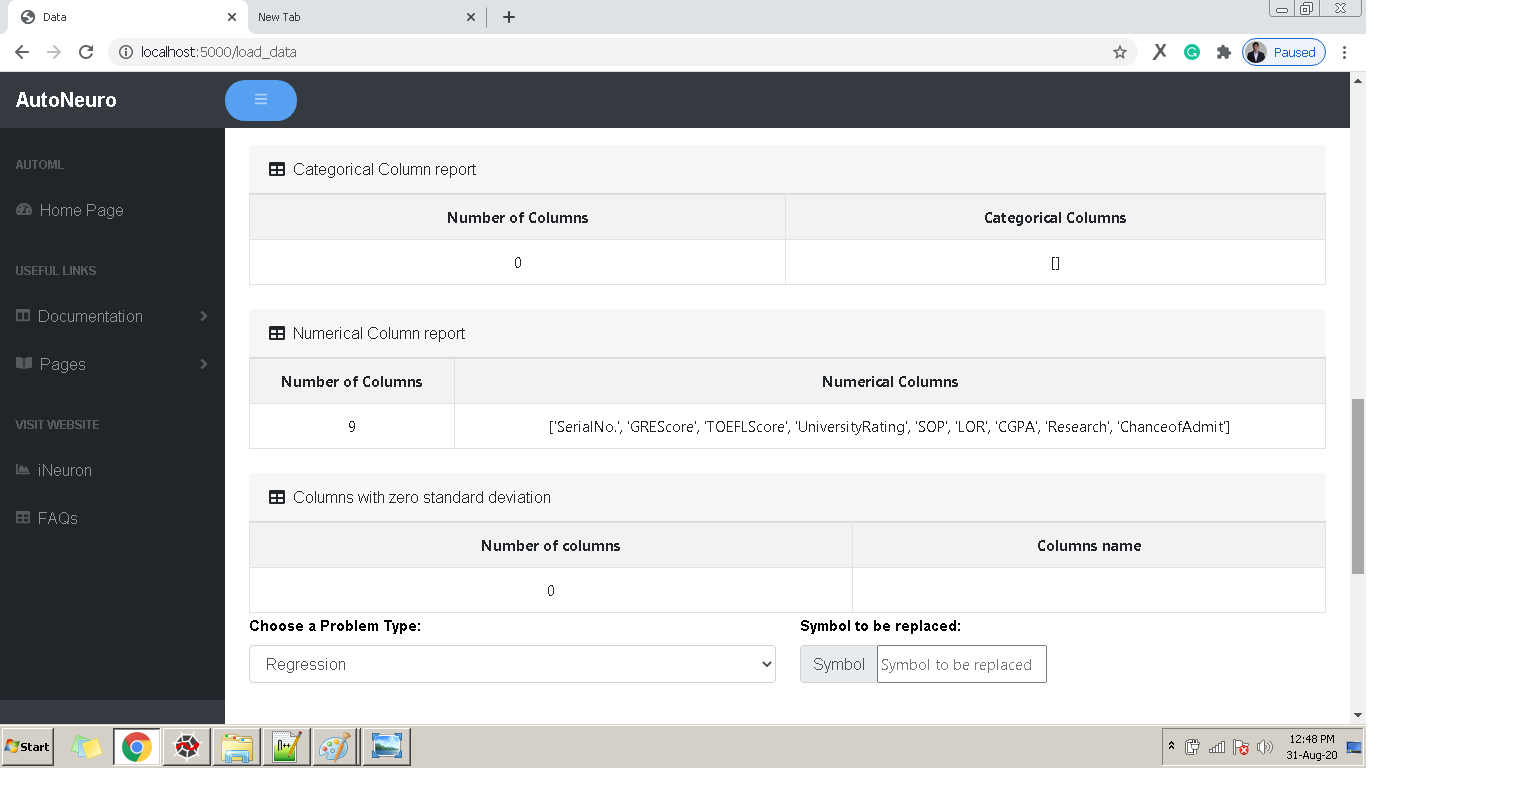 Data
New Tab
localhost:5000/load_data
Paused
AutoNeuro
AUTOML
Home Page
USEFUL LINKS
Documentation
Pages
VISIT WEBSITE
iNeuron
FAQs
Categorical Column report
Number of Columns Categorical Columns
0 []
Numerical Column report
Number of Columns Numerical Columns
9 ['SerialNo.', 'GREScore', 'TOEFLScore', 'UniversityRating', 'SOP', 'LOR', 'CGPA', 'Research', 'ChanceofAdmit']
Columns with zero standard deviation
Number of columns Columns name
0
Choose a Problem Type: Symbol to be replaced:
Regression Symbol Symbol to be replaced
Start
12:48 PM
31-Aug-20